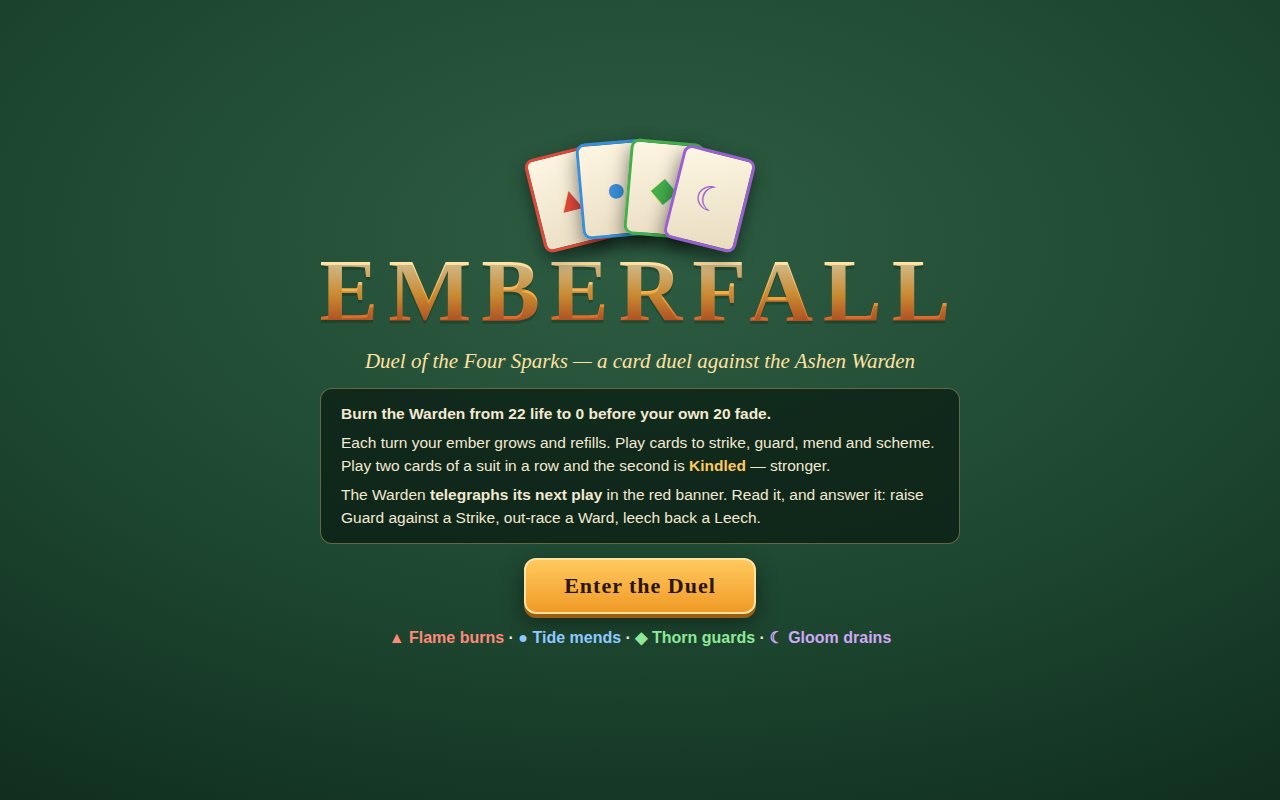 EMBERFALL
Duel of the Four Sparks — a card duel against the Ashen Warden
Burn the Warden from 22 life to 0 before your own 20 fade.
Each turn your ember grows and refills. Play cards to strike, guard, mend and scheme.
Play two cards of a suit in a row and the second is Kindled — stronger.
The Warden telegraphs its next play in the red banner. Read it, and answer it: raise
Guard against a Strike, out-race a Ward, leech back a Leech.
Enter the Duel
▲ Flame burns · ● Tide mends · ◆ Thorn guards · ☾ Gloom drains